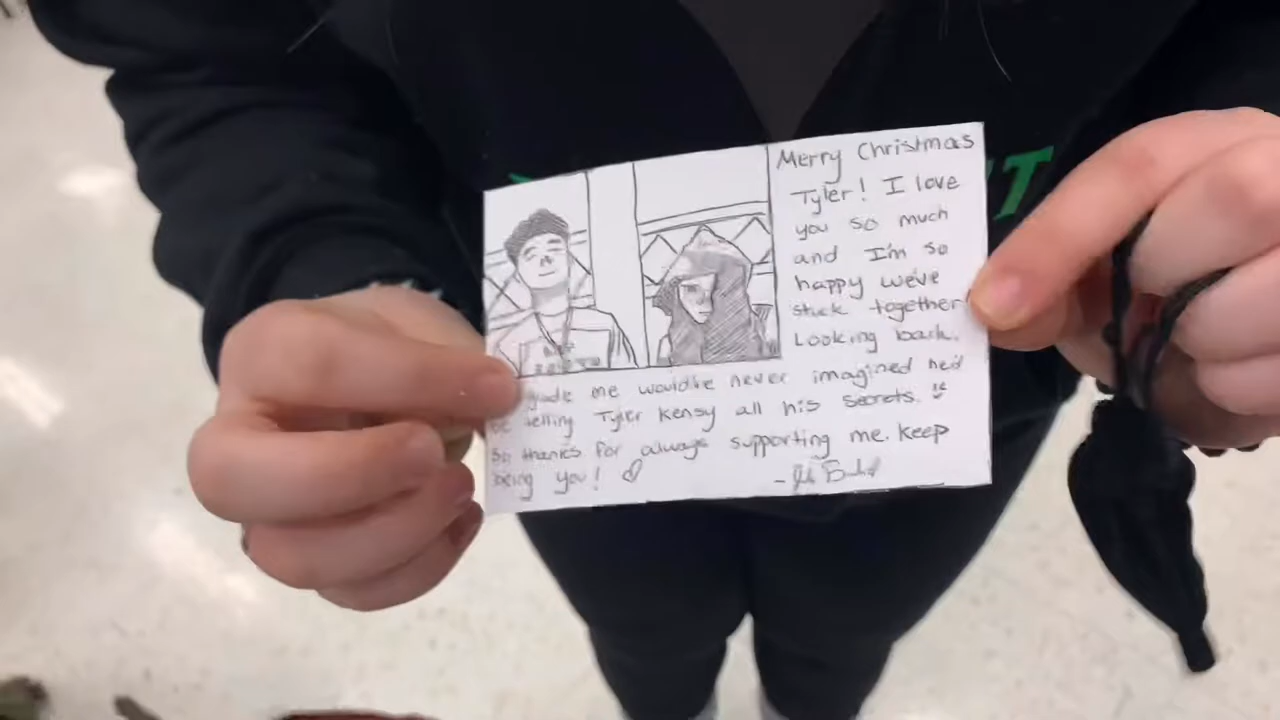 Merry Christmas
Tyler! I love
you so much
and I'm so
happy we've
stuck together
Looking back,
grade me would've never imagined he'd
be telling Tyler Kensy all his secrets.
So thanks for always supporting me. Keep
being you!
T